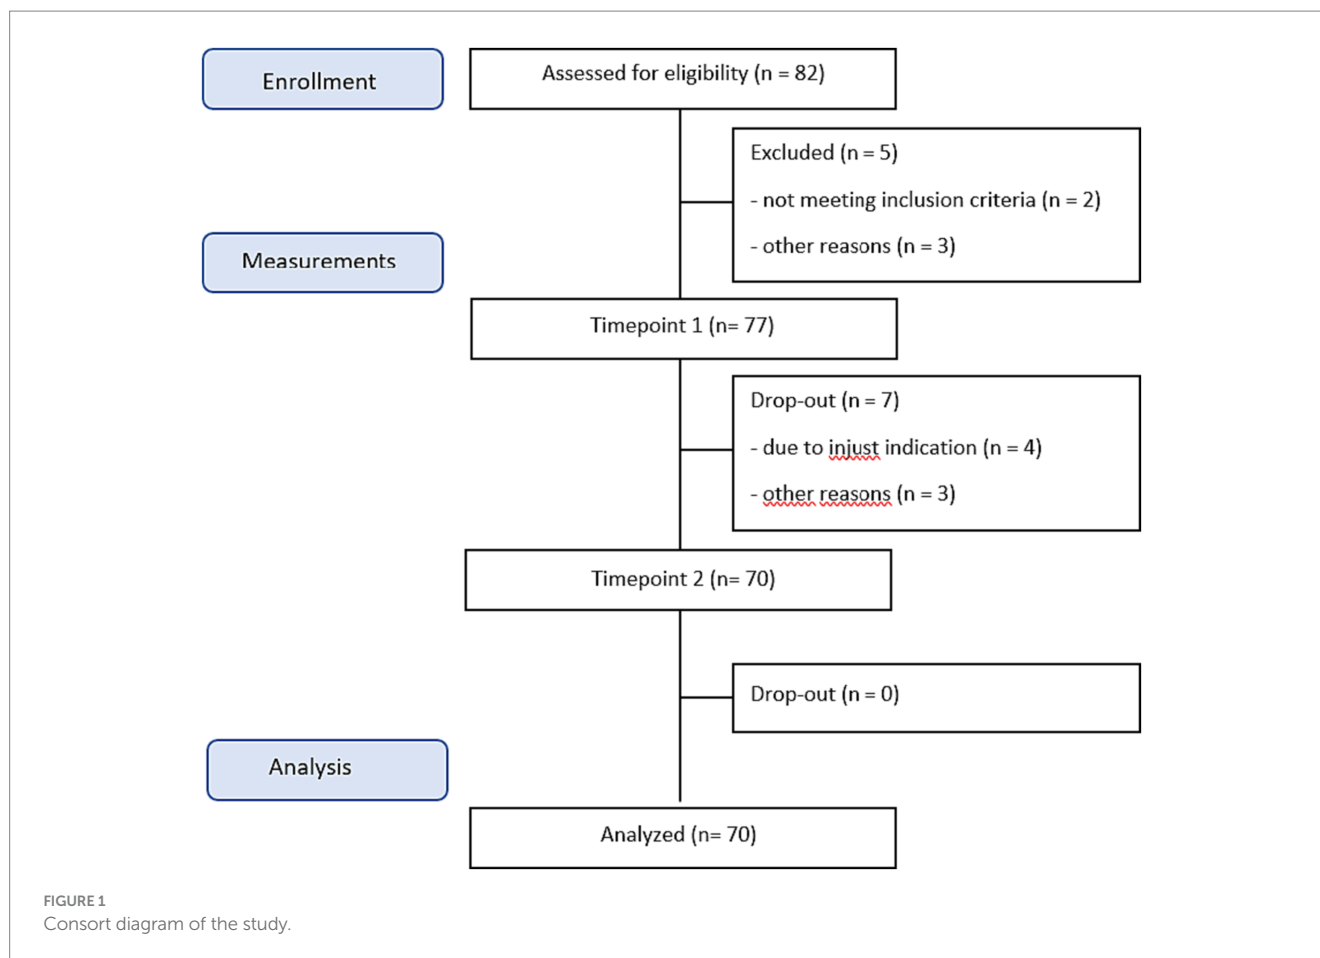 Enrollment
Assessed for eligibility (n = 82)
Excluded (n = 5)
- not meeting inclusion criteria (n = 2)
- other reasons (n = 3)
Measurements
Timepoint 1 (n= 77)
Drop-out (n = 7)
- due to injust indication (n = 4)
- other reasons (n = 3)
Timepoint 2 (n= 70)
Drop-out (n = 0)
Analysis
Analyzed (n= 70)
FIGURE 1
Consort diagram of the study.